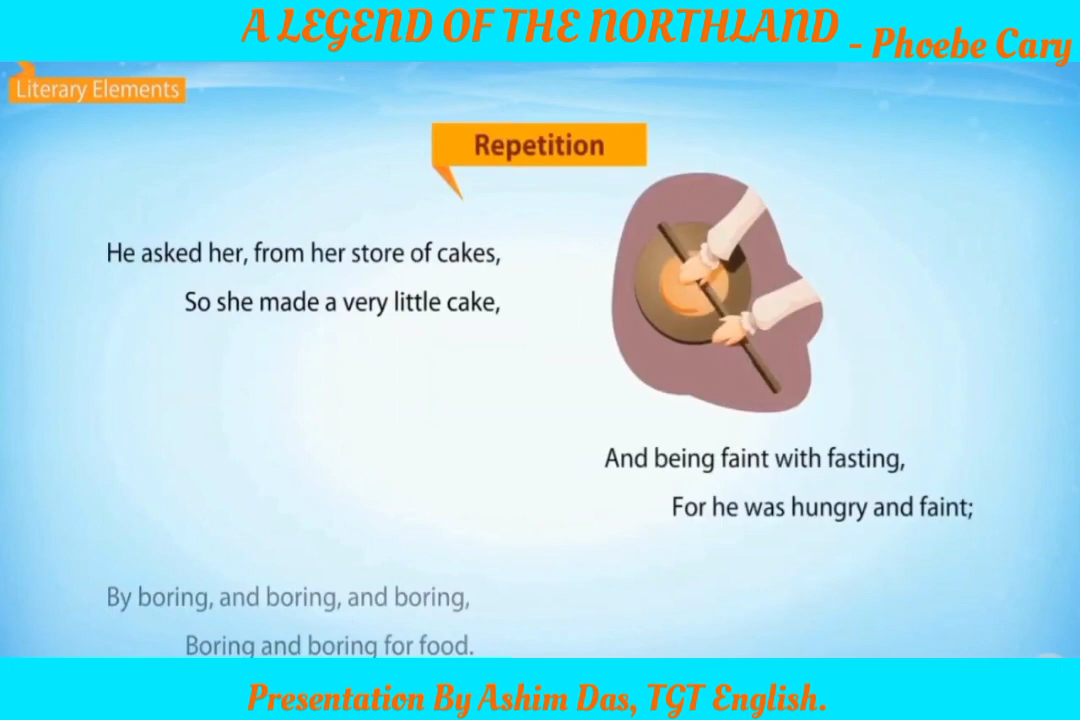 A LEGEND OF THE NORTHLAND - Phoebe Cary
Literary Elements
Repetition
He asked her, from her store of cakes,
So she made a very little cake,
And being faint with fasting,
For he was hungry and faint;
By boring, and boring, and boring,
Boring and boring for food.
Presentation By Ashim Das, TGT English.